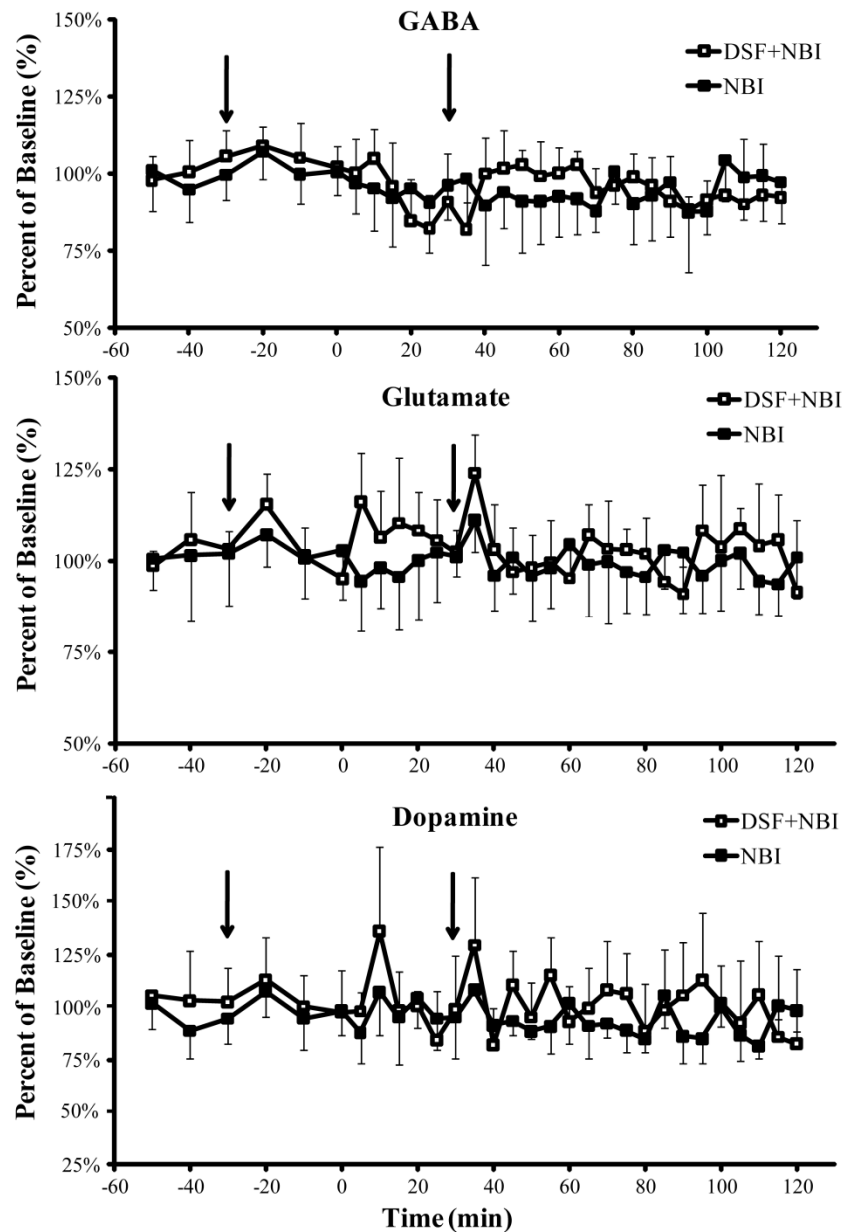 GABA
150%
125%
100%
75%
50%
Percent of Baseline (%)
DSF+NBI
NBI
-60 -40 -20 0 20 40 60 80 100 120
Glutamate
150%
125%
100%
75%
50%
Percent of Baseline (%)
DSF+NBI
NBI
-60 -40 -20 0 20 40 60 80 100 120
Dopamine
175%
150%
125%
100%
75%
50%
25%
Percent of Baseline (%)
DSF+NBI
NBI
-60 -40 -20 0 20 40 60 80 100 120
Time (min)